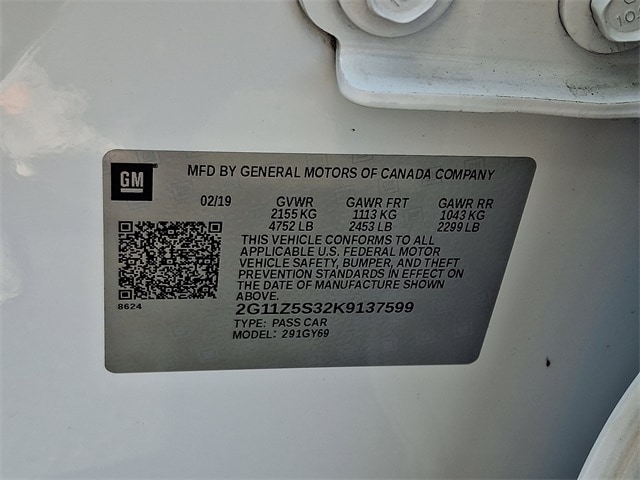 GM
MFD BY GENERAL MOTORS OF CANADA COMPANY
02/19 GVWR GAWR FRT GAWR RR
2155 KG 1113 KG 1043 KG
4752 LB 2453 LB 2299 LB
THIS VEHICLE CONFORMS TO ALL
APPLICABLE U.S. FEDERAL MOTOR
VEHICLE SAFETY, BUMPER, AND THEFT
PREVENTION STANDARDS IN EFFECT ON
THE DATE OF MANUFACTURE SHOWN
ABOVE.
8624
2G11Z5S32K9137599
TYPE: PASS CAR
MODEL: 291GY69